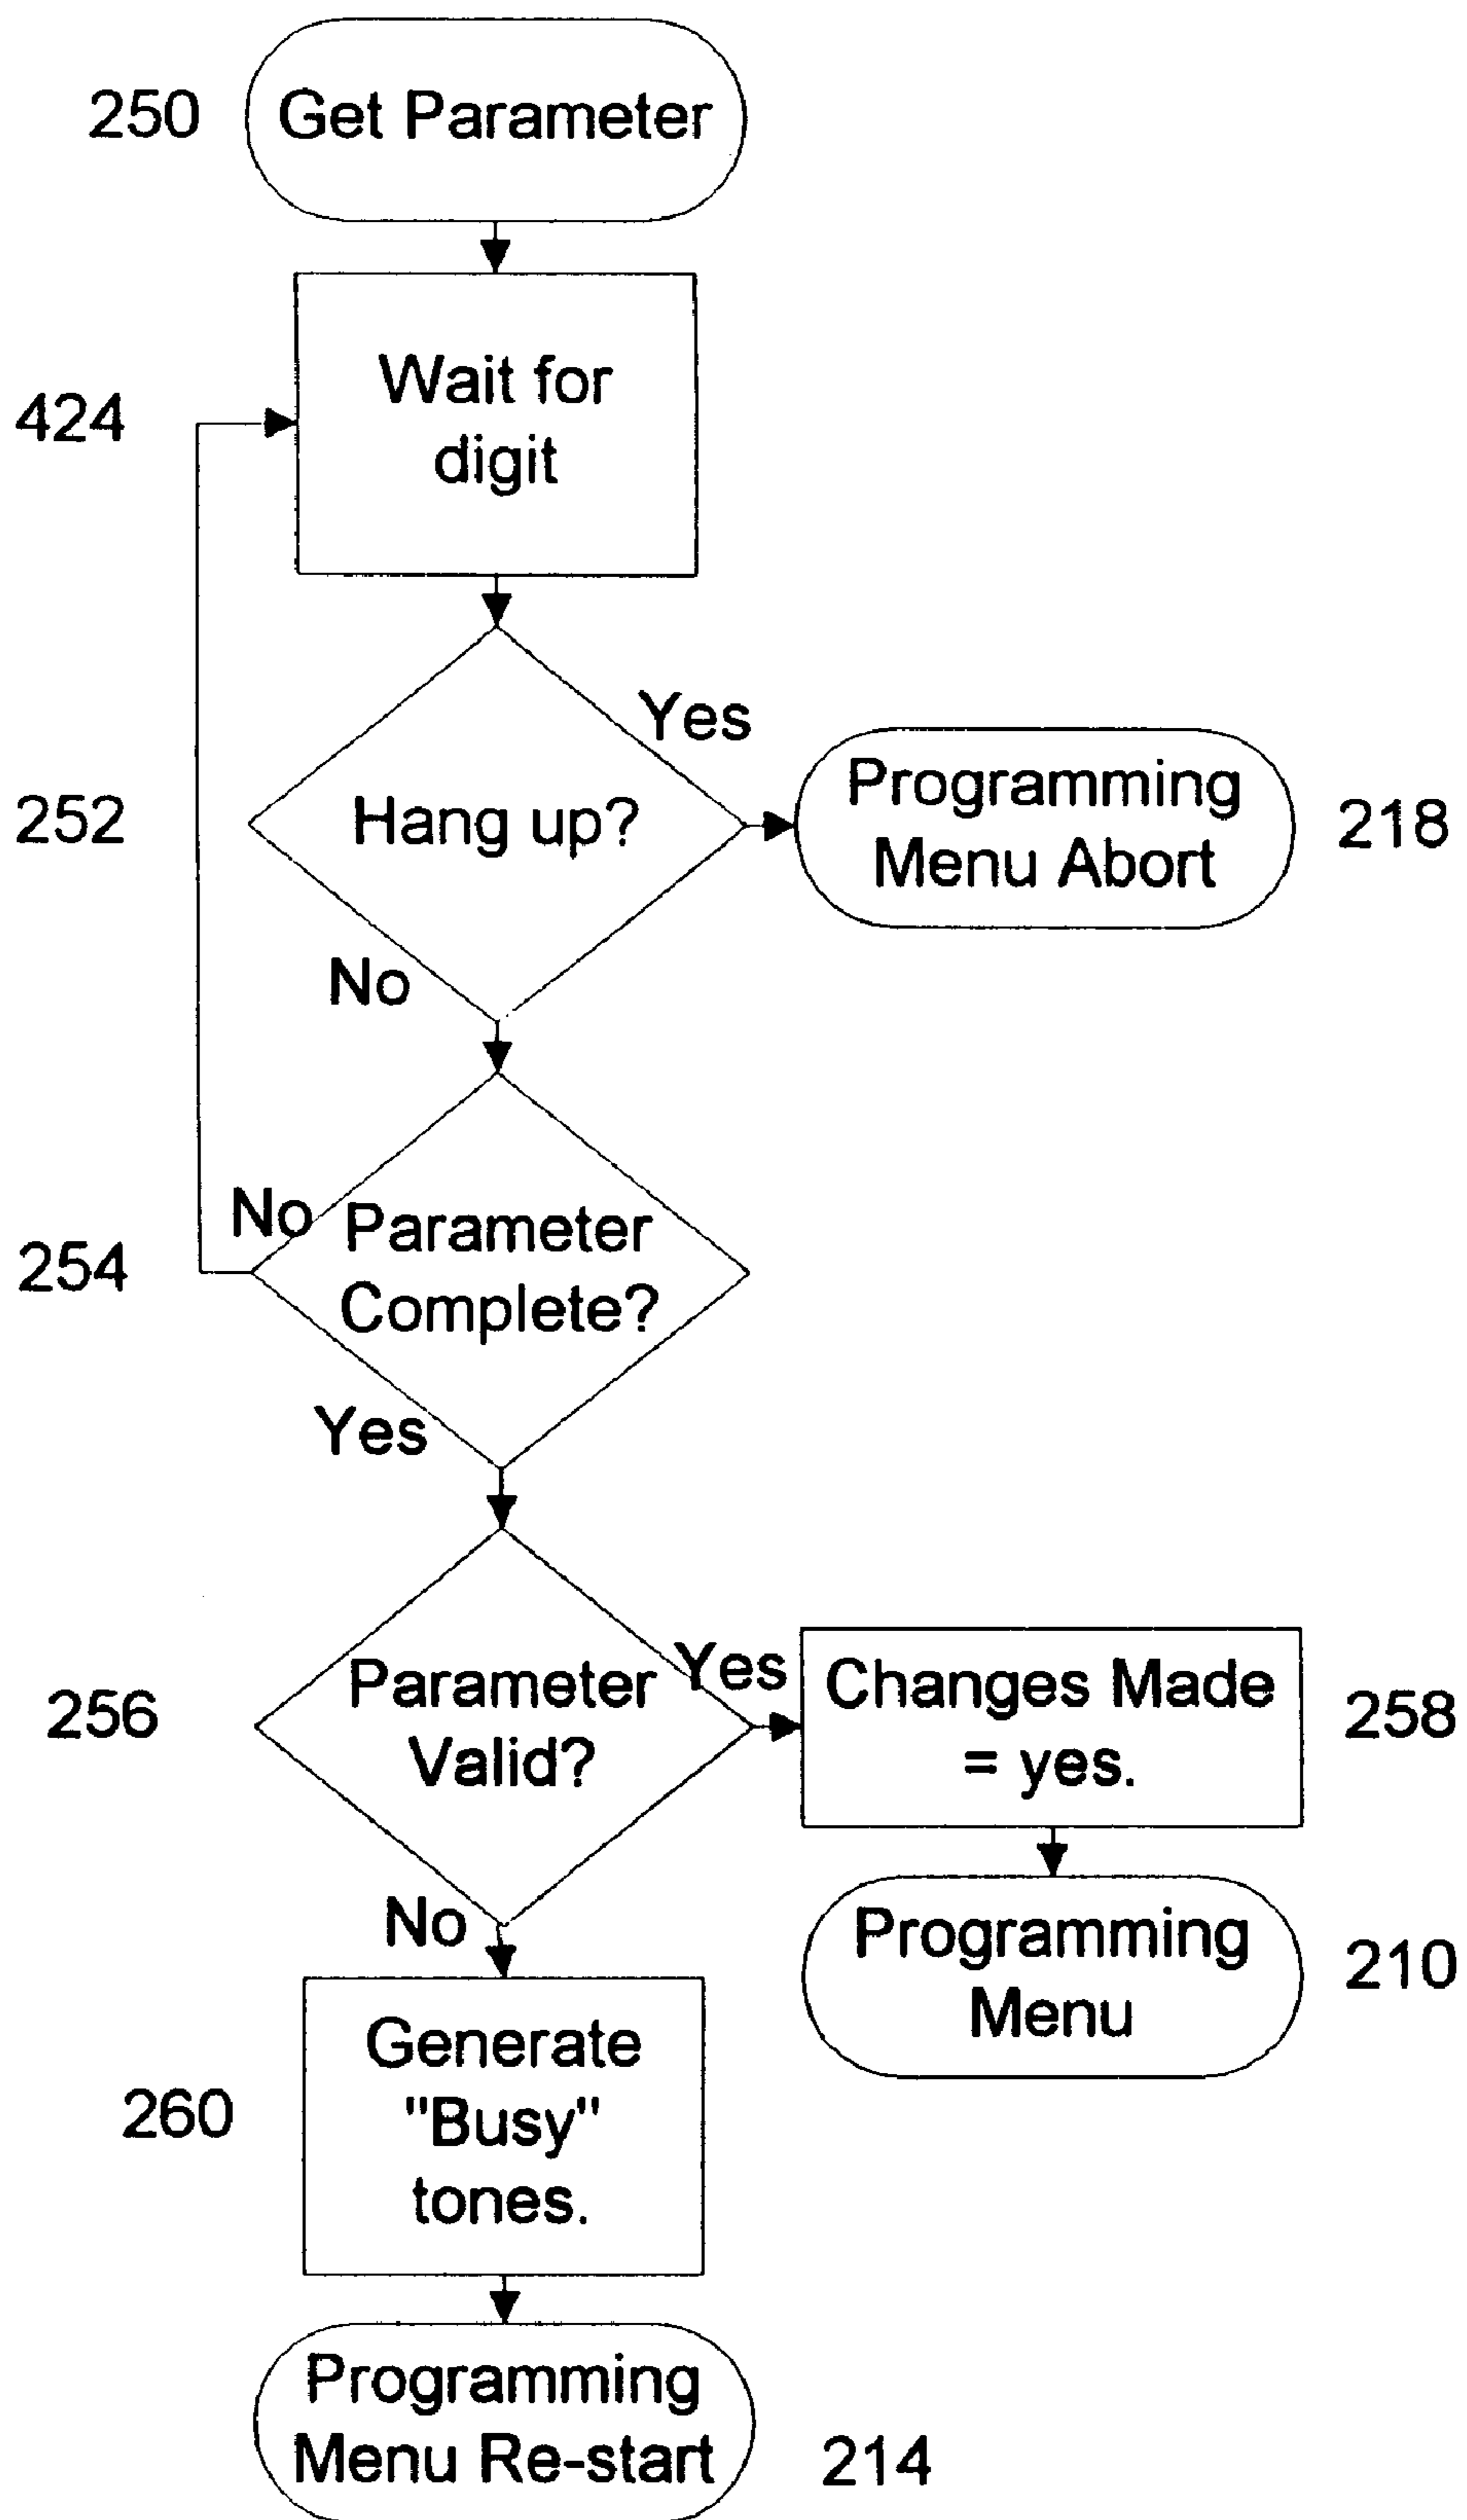 250
Get Parameter
424
Wait for
digit
252
Hang up?
Yes
No
Programming
Menu Abort
218
254
No
Parameter
Complete?
Yes
256
Parameter
Valid?
Yes
No
Changes Made
= yes.
258
Programming
Menu
210
260
Generate
"Busy"
tones.
Programming
Menu Re-start
214